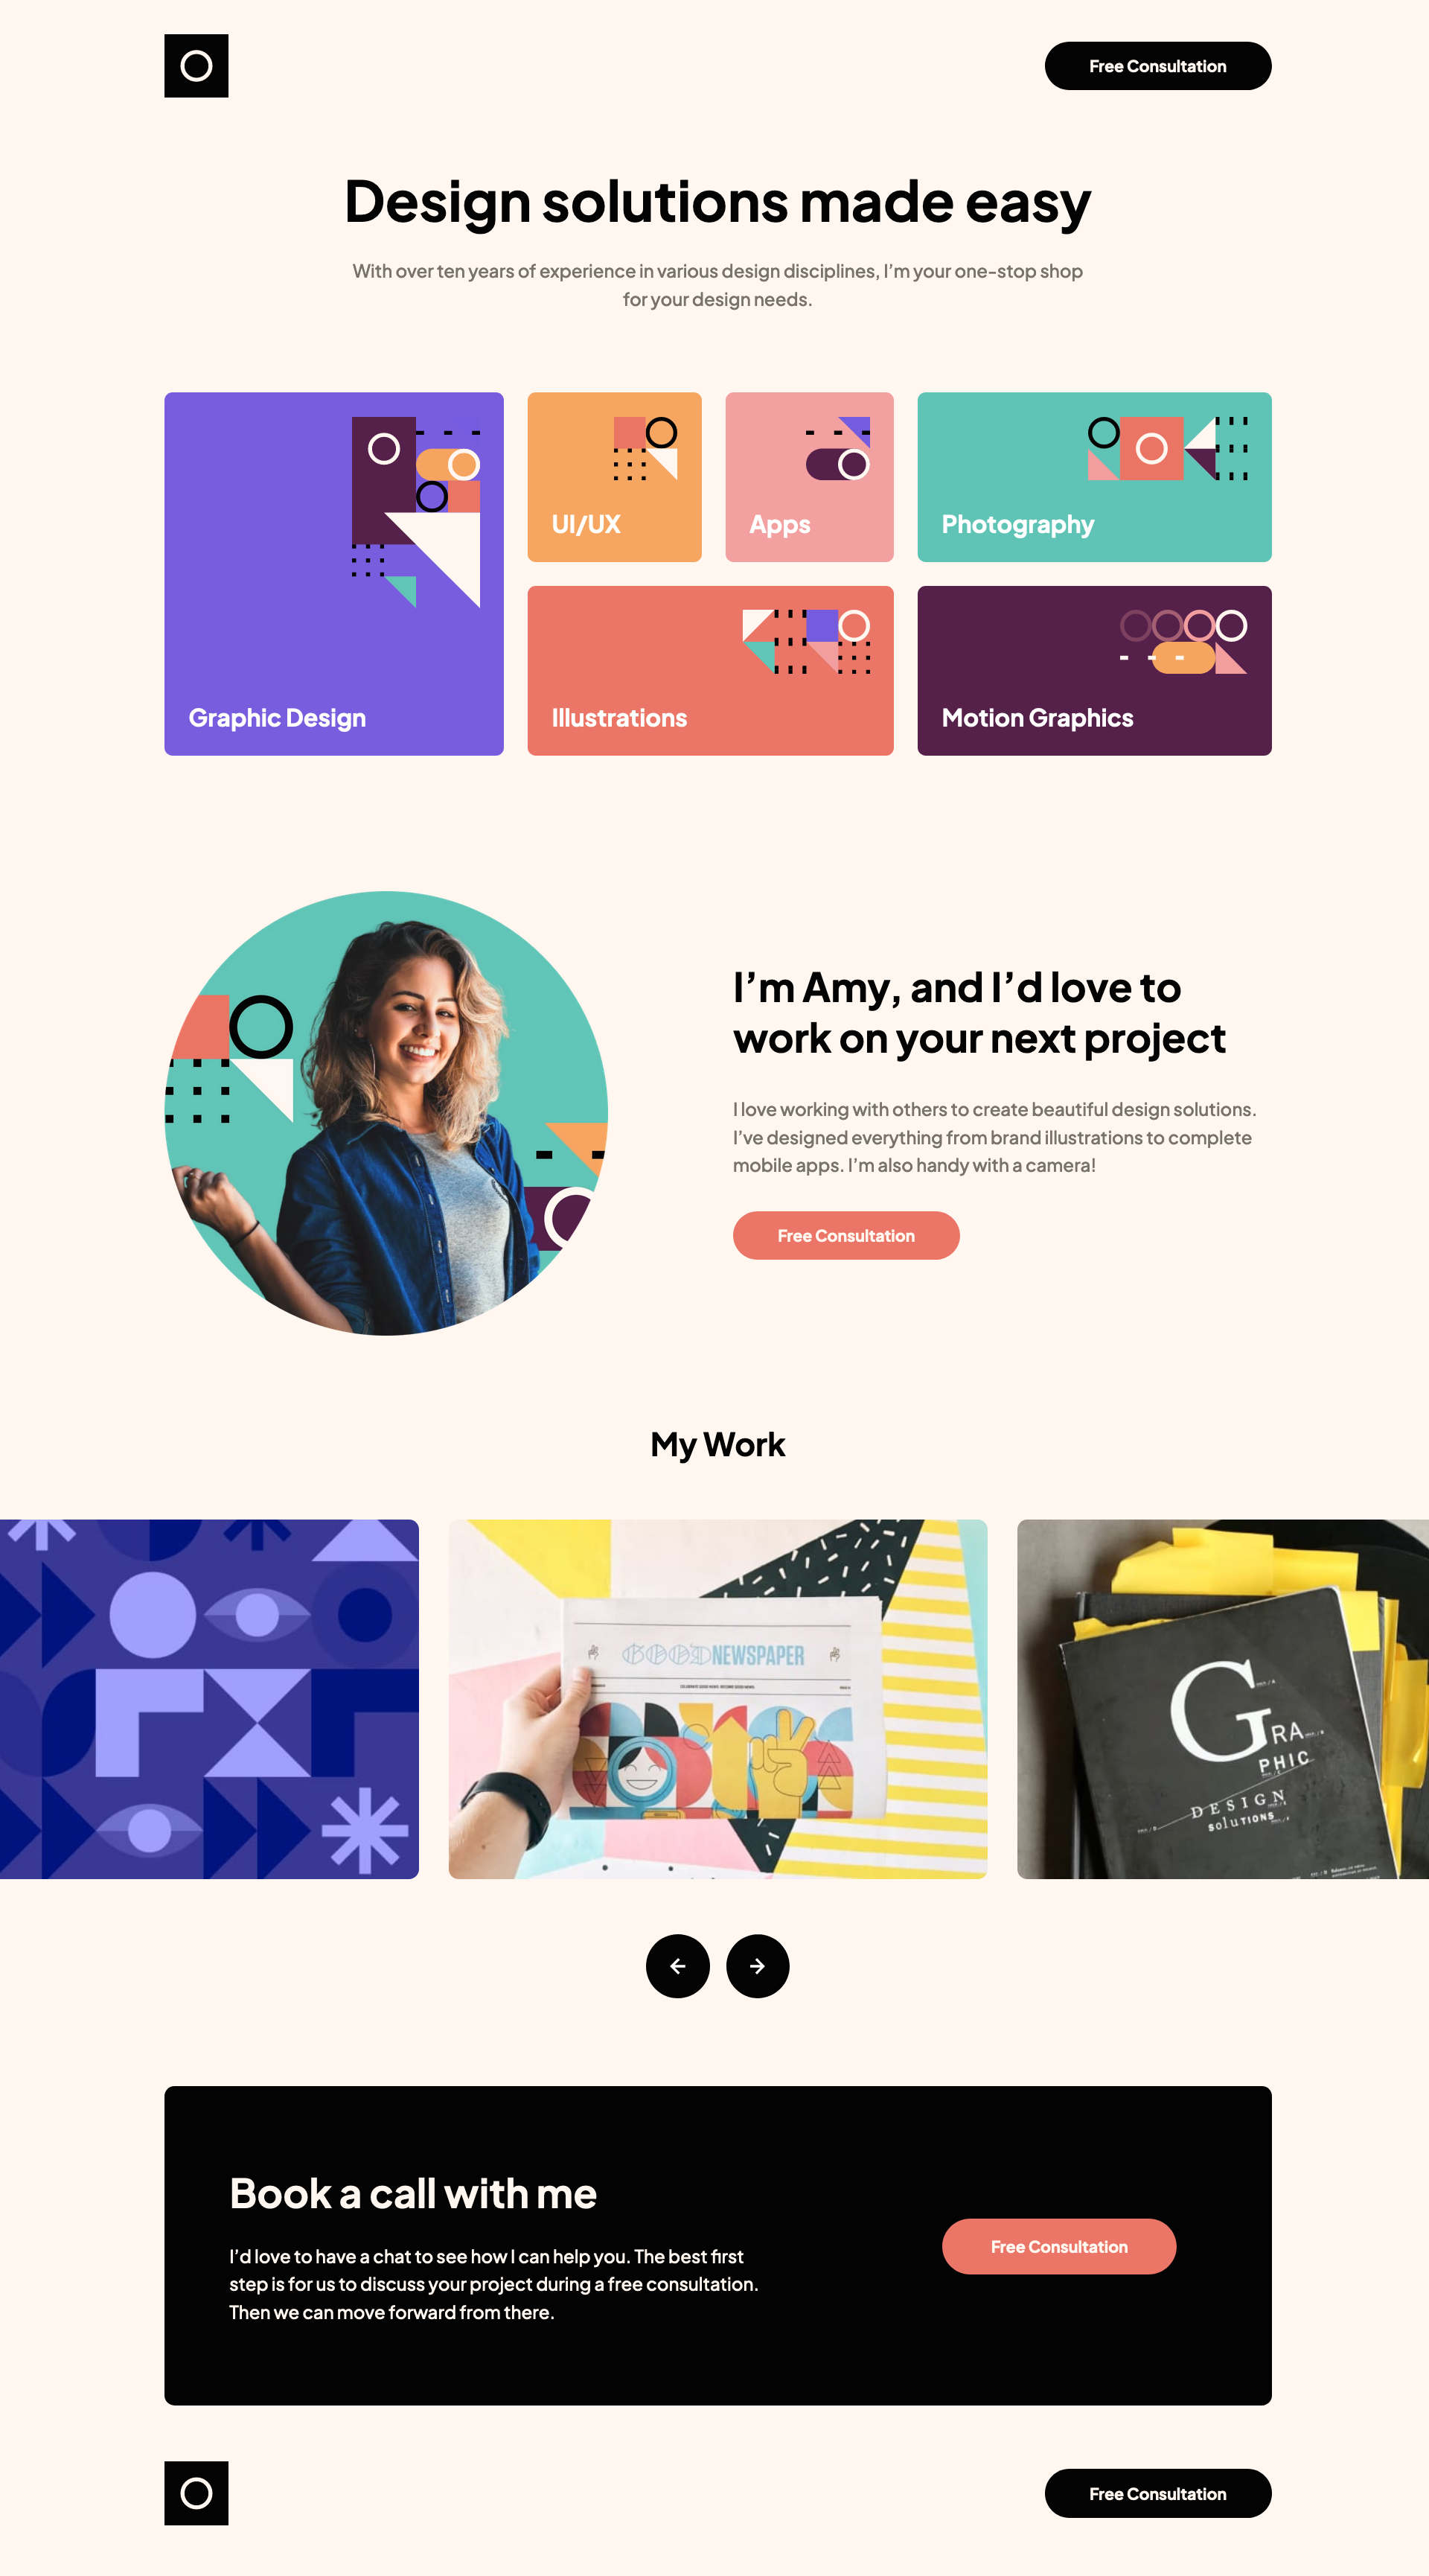 Free Consultation
Design solutions made easy
With over ten years of experience in various design disciplines, I’m your one-stop shop
for your design needs.
Graphic Design
UI/UX
Apps
Photography
Illustrations
Motion Graphics
I’m Amy, and I’d love to
work on your next project
I love working with others to create beautiful design solutions.
I’ve designed everything from brand illustrations to complete
mobile apps. I’m also handy with a camera!
Free Consultation
My Work
GOOD NEWSPAPER
GRA
PHIC
DESIGN
SOluTIONS
Book a call with me
I’d love to have a chat to see how I can help you. The best first
step is for us to discuss your project during a free consultation.
Then we can move forward from there.
Free Consultation
Free Consultation